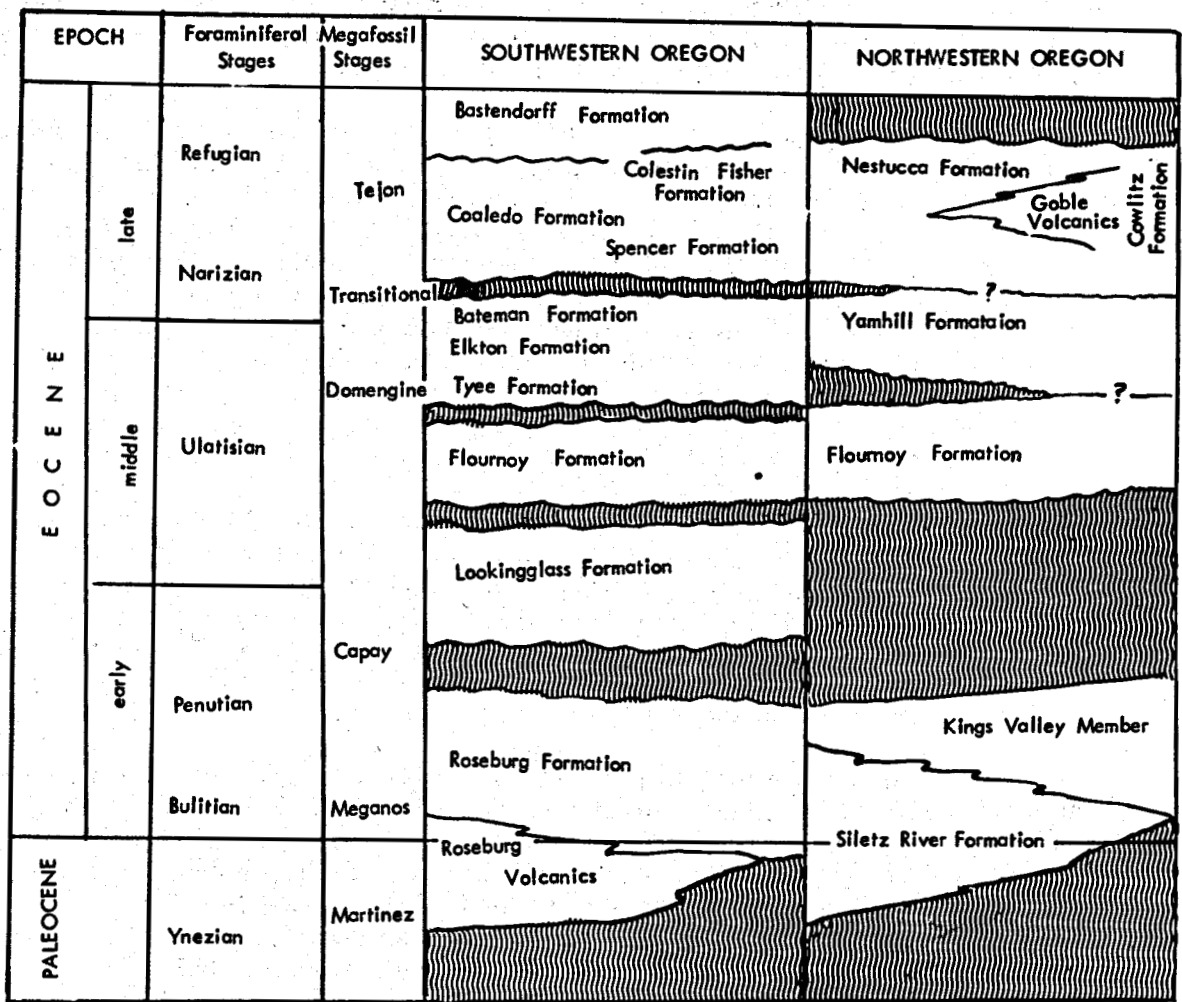 EPOCH
Foraminiferal
Stages
Megafossil
Stages
SOUTHWESTERN OREGON
NORTHWESTERN OREGON
EOCENE
late
middle
early
PALEOCENE
Refugian
Narizian
Ulatisian
Penutian
Bulitian
Ynezian
Tejon
Transitional
Domengine
Capay
Meganos
Martinez
Bastendorff Formation
Colestin Fisher
Formation
Coaledo Formation
Spencer Formation
Bateman Formation
Elkton Formation
Tyee Formation
Flournoy Formation
Lookingglass Formation
Roseburg Formation
Roseburg
Volcanics
Nestucca Formation
Goble
Volcanics
Cowlitz
Formation
?
Yamhill Formataion
?
Flournoy Formation
Kings Valley Member
Siletz River Formation